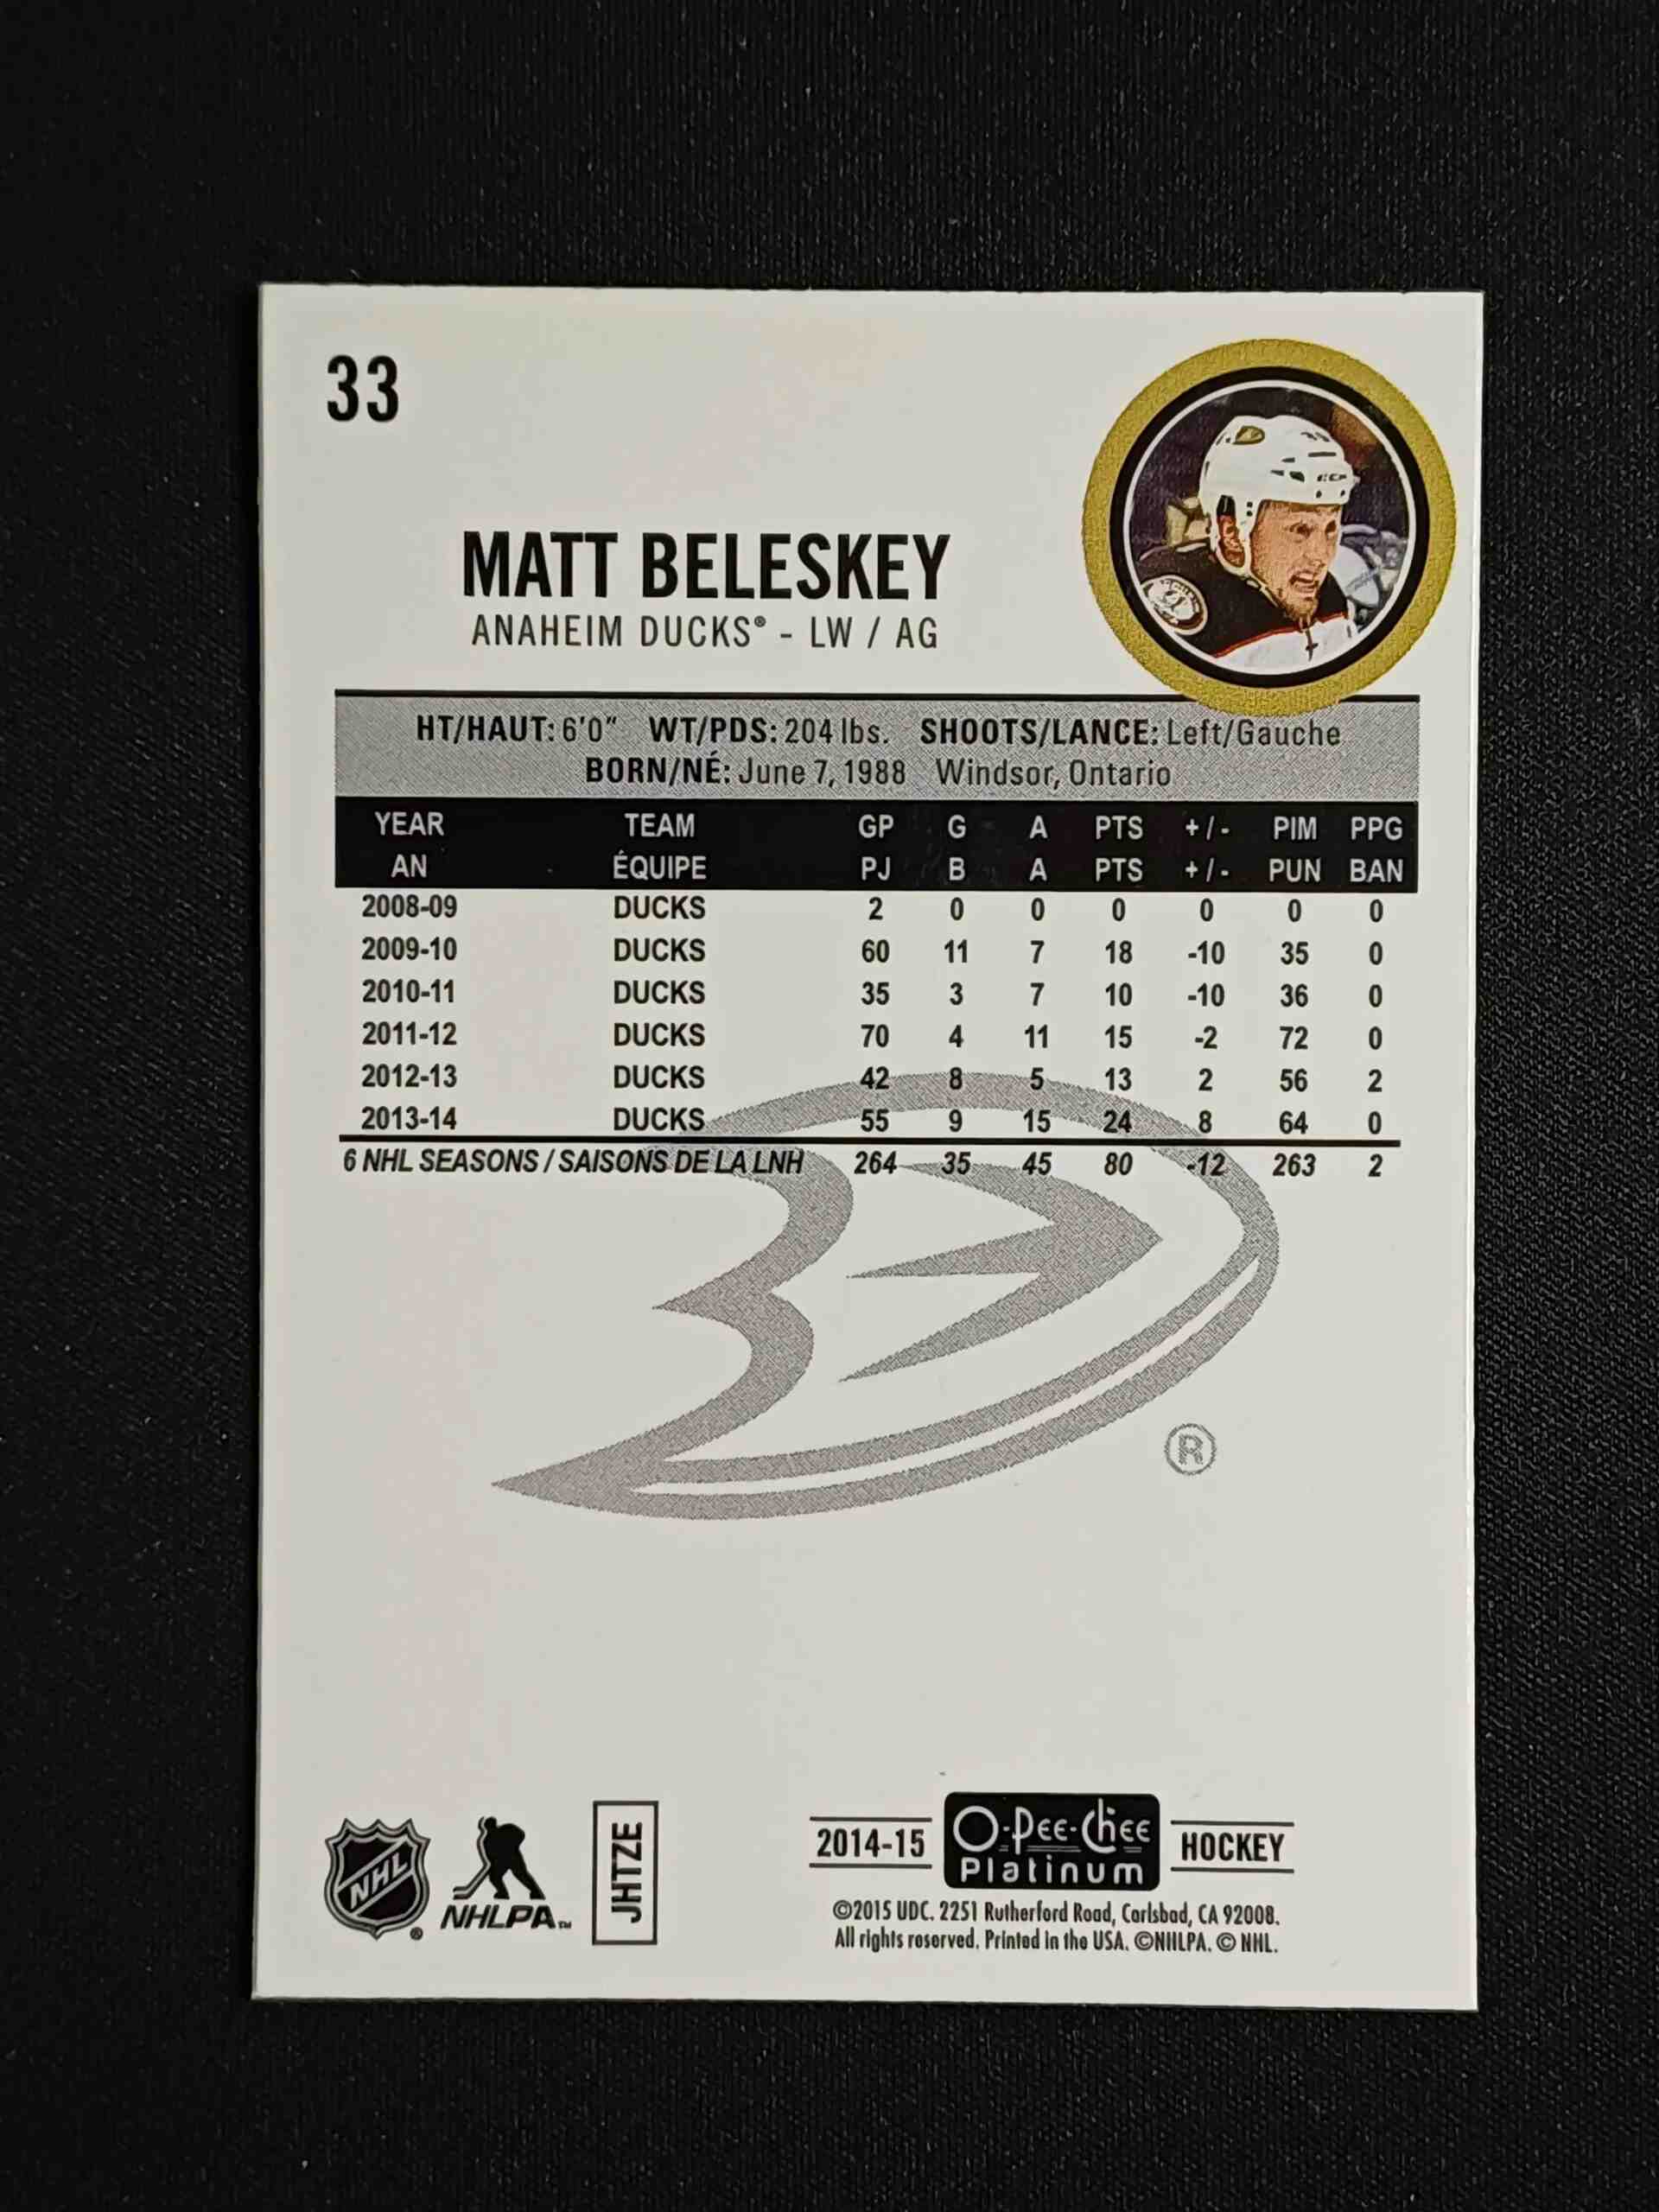 33
MATT BELESKEY
ANAHEIM DUCKS® - LW / AG
HT/HAUT: 6'0" WT/PDS: 204 lbs. SHOOTS/LANCE: Left/Gauche
BORN/NÉ: June 7, 1988 Windsor, Ontario
YEAR TEAM GP G A PTS +/- PIM PPG
AN ÉQUIPE PJ B A PTS +/- PUN BAN
2008-09 DUCKS 2 0 0 0 0 0 0
2009-10 DUCKS 60 11 7 18 -10 35 0
2010-11 DUCKS 35 3 7 10 -10 36 0
2011-12 DUCKS 70 4 11 15 -2 72 0
2012-13 DUCKS 42 8 5 13 2 56 2
2013-14 DUCKS 55 9 15 24 8 64 0
6 NHL SEASONS / SAISONS DE LA LNH 264 35 45 80 -12 263 2
®
NHL ®
NHLPA™
JHTZE
2014-15 O-Pee-Chee Platinum HOCKEY
©2015 UDC. 2251 Rutherford Road, Carlsbad, CA 92008.
All rights reserved. Printed in the USA. ©NHLPA. © NHL.